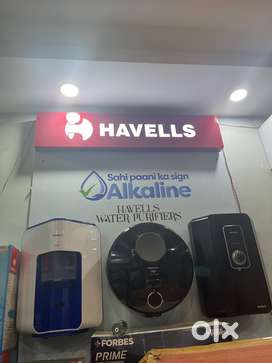 HAVELLS
Sahi paani ka sign
Alkaline
HAVELLS
WATER PURIFIERS
+FORBES
PRIME
OLX